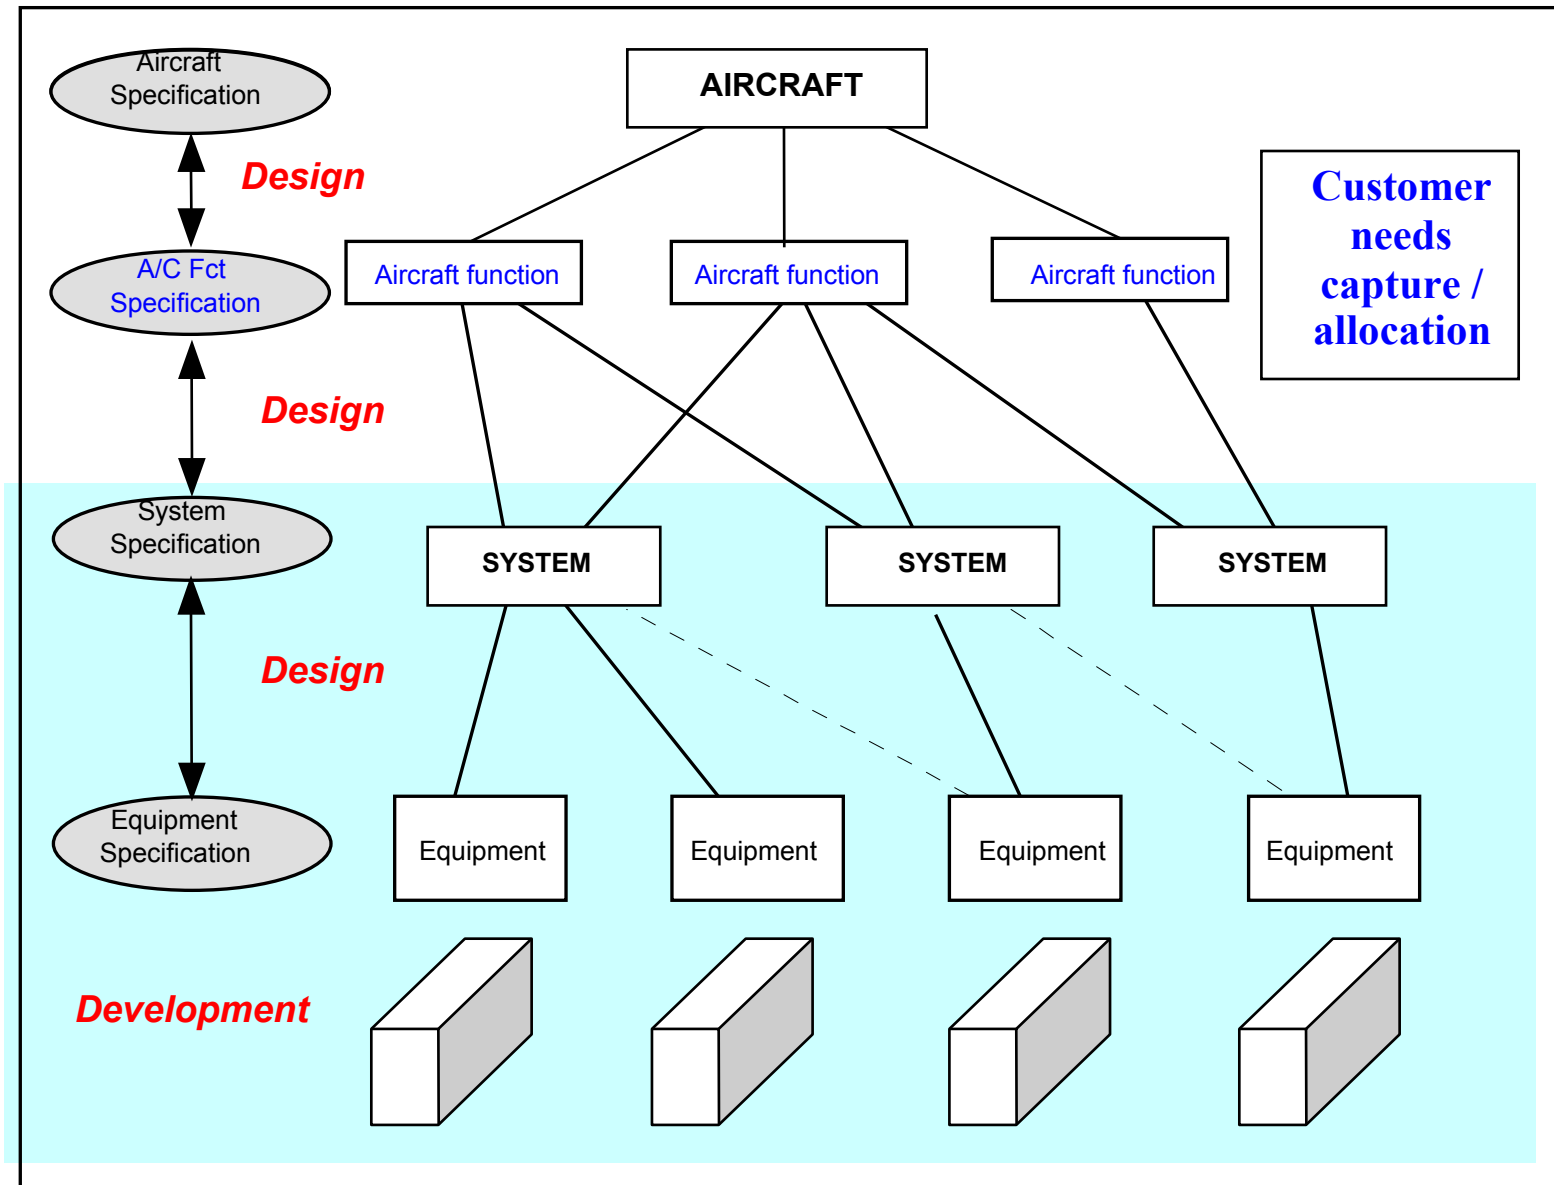 Aircraft
Specification
AIRCRAFT
Design
Customer
needs
capture /
allocation
A/C Fct
Specification
Aircraft function
Aircraft function
Aircraft function
Design
System
Specification
SYSTEM
SYSTEM
SYSTEM
Design
Equipment
Specification
Equipment
Equipment
Equipment
Equipment
Development